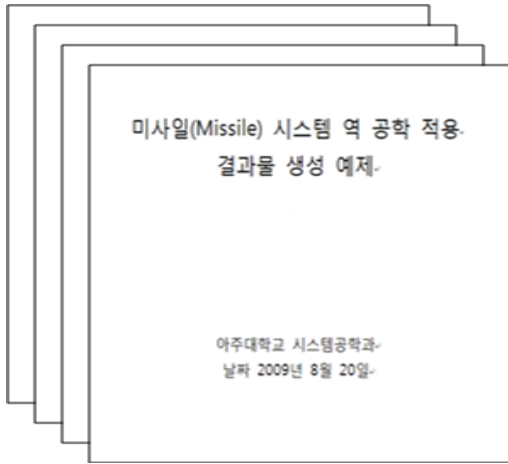 미사일(Missile) 시스템 역 공학 적용
결과물 생성 예제
아주대학교 시스템공학과
날짜 2009년 8월 20일